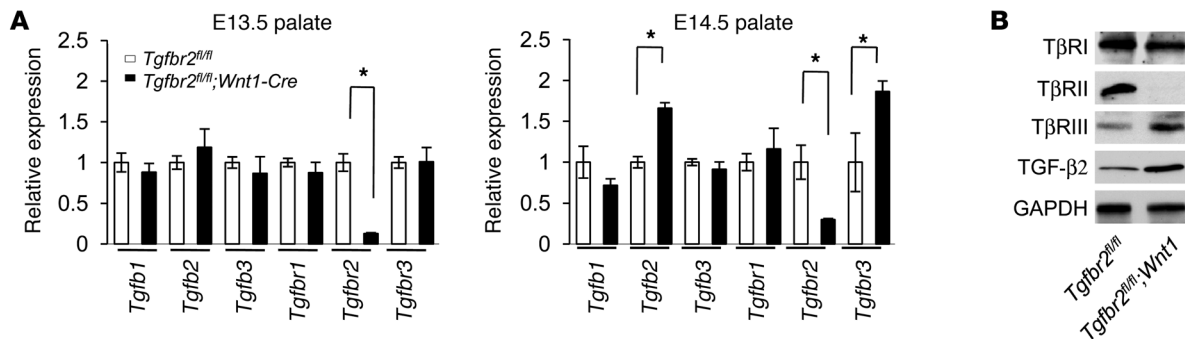 A
E13.5 palate
Relative expression
2.5
2
1.5
1
0.5
0
Tgfbr2fl/fl
Tgfbr2fl/fl;Wnt1-Cre
*
Tgfb1
Tgfb2
Tgfb3
Tgfbr1
Tgfbr2
Tgfbr3
E14.5 palate
Relative expression
2.5
2
1.5
1
0.5
0
*
*
*
Tgfb1
Tgfb2
Tgfb3
Tgfbr1
Tgfbr2
Tgfbr3
B
TβRI
TβRII
TβRIII
TGF-β2
GAPDH
Tgfbr2fl/fl
Tgfbr2fl/fl;Wnt1